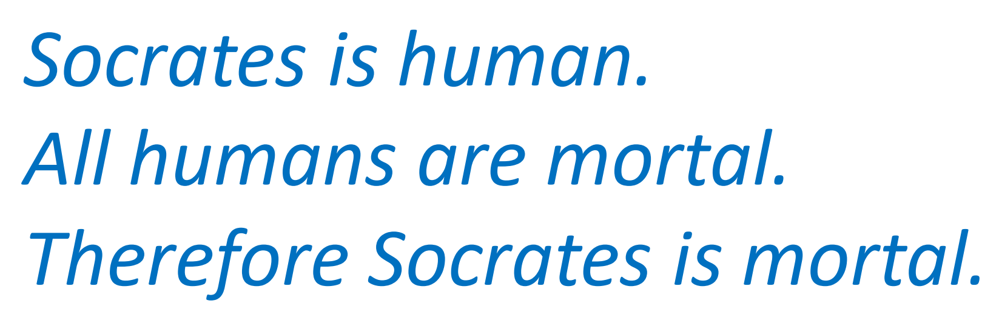 Socrates is human.
All humans are mortal.
Therefore Socrates is mortal.